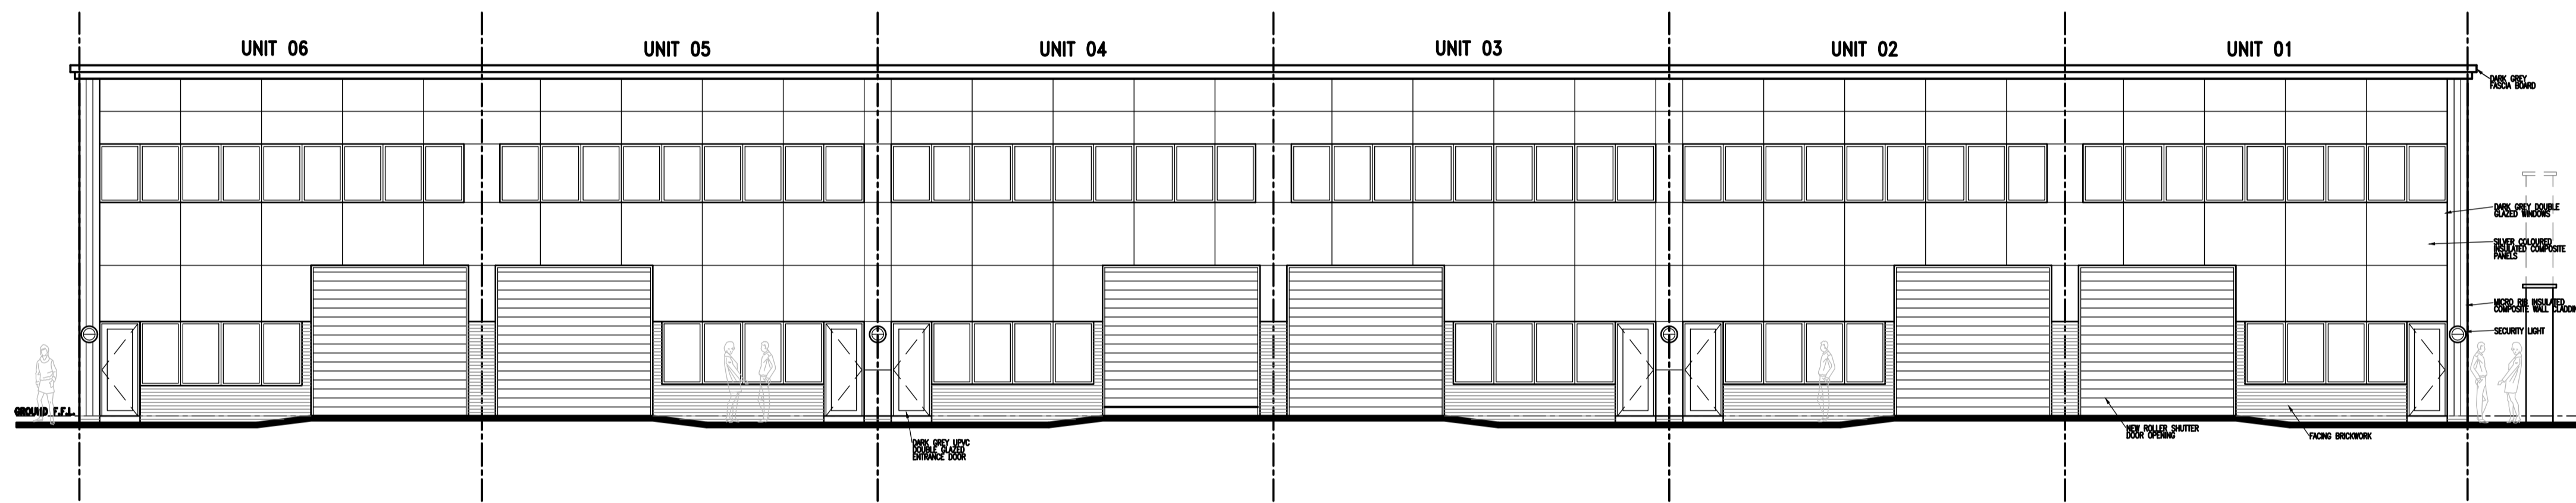 UNIT 06
UNIT 05
UNIT 04
UNIT 03
UNIT 02
UNIT 01
DARK GREY
FASCIA BOARD
DARK GREY DOUBLE
GLAZED WINDOWS
SILVER COLOURED
INSULATED COMPOSITE
PANELS
MICRO RIB INSULATED
COMPOSITE WALL CLADDIN
SECURITY LIGHT
GROUND F.F.L.
DARK GREY UPVC
DOUBLE GLAZED
ENTRANCE DOOR
NEW ROLLER SHUTTER
DOOR OPENING
FACING BRICKWORK